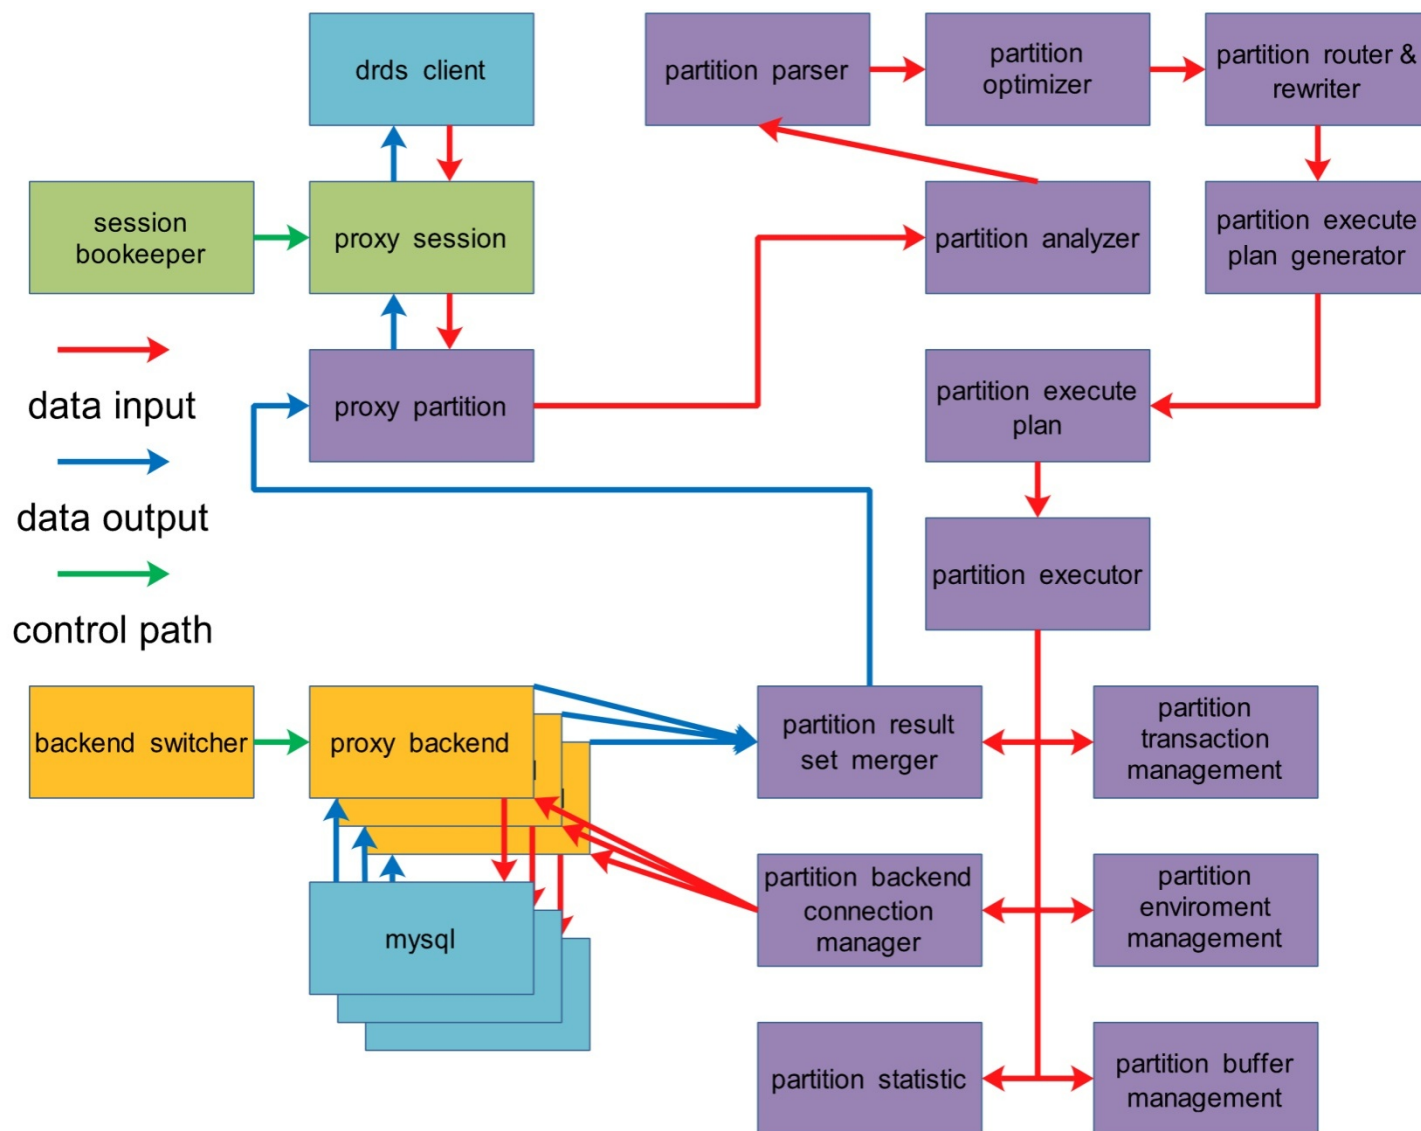 drds client
partition parser
partition
optimizer
partition router &
rewriter
session
bookeeper
proxy session
partition analyzer
partition execute
plan generator
data input
proxy partition
partition execute
plan
data output
control path
partition executor
backend switcher
proxy backend
partition result
set merger
partition
transaction
management
mysql
partition backend
connection
manager
partition
enviroment
management
partition statistic
partition buffer
management